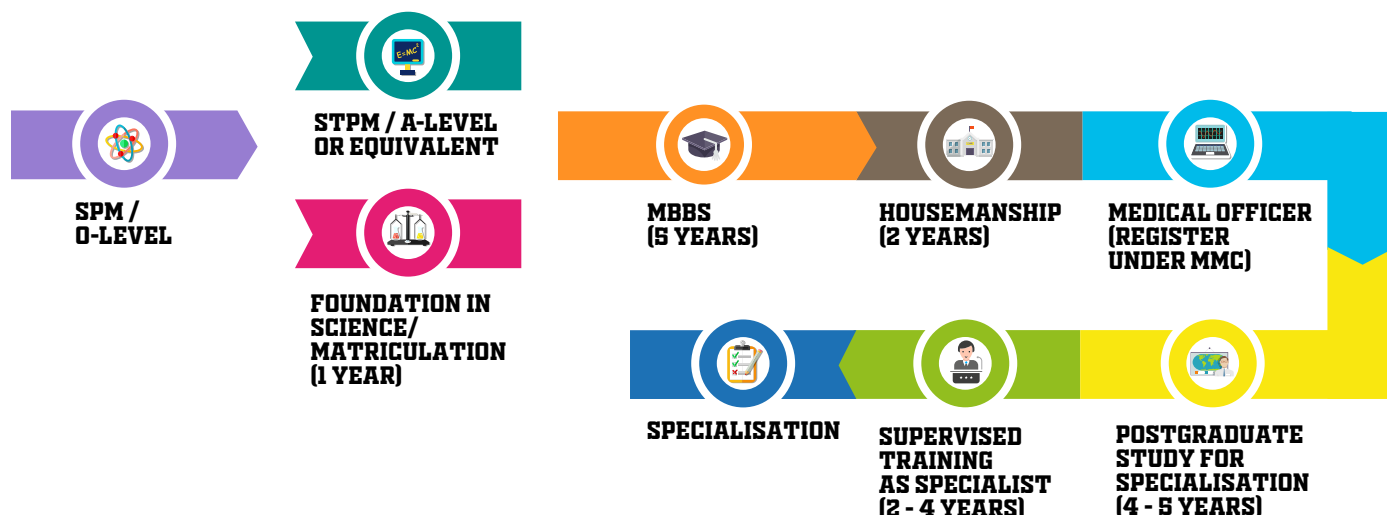 E=MC²
STPM / A-LEVEL
OR EQUIVALENT
SPM /
O-LEVEL
FOUNDATION IN
SCIENCE/
MATRICULATION
(1 YEAR)
MBBS
(5 YEARS)
HOUSEMANSHIP
(2 YEARS)
MEDICAL OFFICER
(REGISTER
UNDER MMC)
POSTGRADUATE
STUDY FOR
SPECIALISATION
(4 - 5 YEARS)
SUPERVISED
TRAINING
AS SPECIALIST
(2 - 4 YEARS)
SPECIALISATION